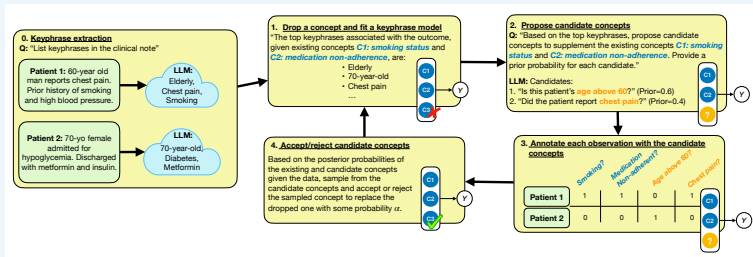 0. Keyphrase extraction
Q: "List keyphrases in the clinical note"
Patient 1: 60-year old
man reports chest pain.
Prior history of smoking
and high blood pressure.
LLM:
Elderly,
Chest pain,
Smoking
Patient 2: 70-yo female
admitted for
hypoglycemia. Discharged
with metformin and insulin.
LLM:
70-year-old,
Diabetes,
Metformin
1. Drop a concept and fit a keyphrase model
"The top keyphrases associated with the outcome,
given existing concepts C1: smoking status and
C2: medication non-adherence, are:
• Elderly
• 70-year-old
• Chest pain
...
C1
C2
C3
Y
2. Propose candidate concepts
Q: "Based on the top keyphrases, propose candidate
concepts to supplement the existing concepts C1: smoking
status and C2: medication non-adherence. Provide a
prior probability for each candidate."
LLM: Candidates:
1. "Is this patient's age above 60?" (Prior=0.6)
2. "Did the patient report chest pain?" (Prior=0.4)
C1
C2
?
Y
3. Annotate each observation with the candidate
concepts
Smoking?
Medication
Non-adherent?
Age above 60?
Chest pain?
Patient 1 1 1 0 1
Patient 2 0 0 1 0
C1
C2
?
Y
4. Accept/reject candidate concepts
Based on the posterior probabilities of
the existing and candidate concepts
given the data, sample from the
candidate concepts and accept or reject
the sampled concept to replace the
dropped one with some probability α.
C1
C2
C3
Y